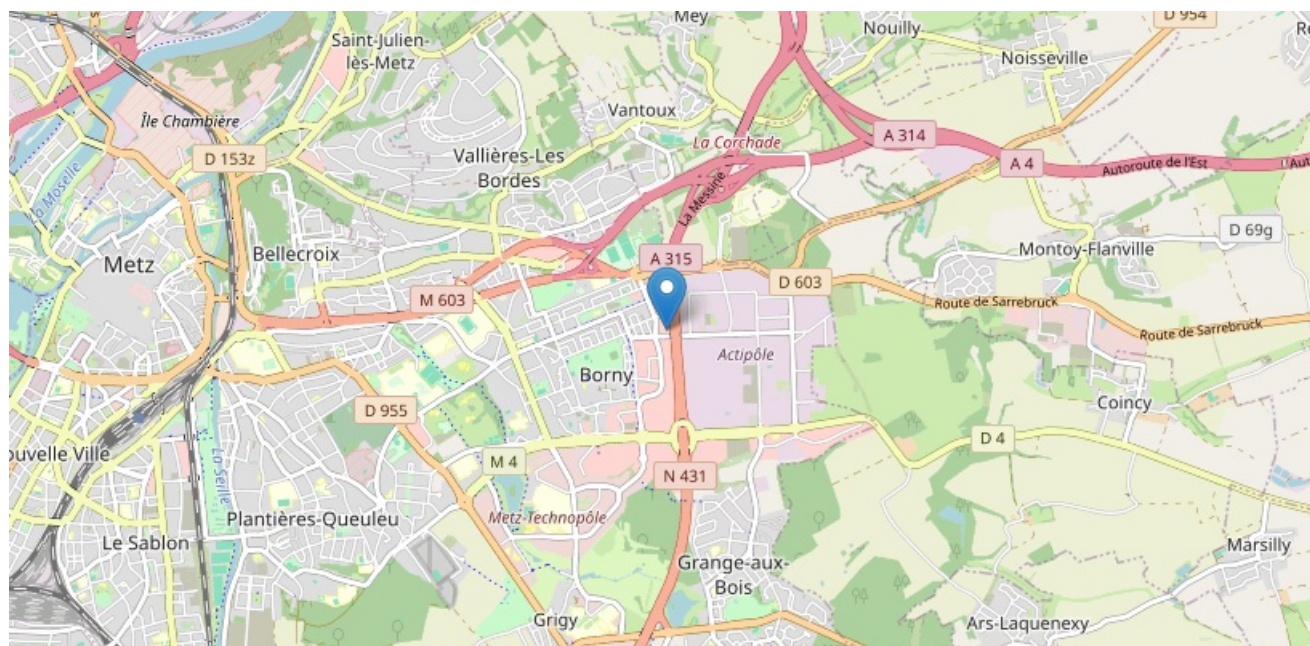 Mey
D 954
Nouilly
Saint-Julien-
lès-Metz
Noisseville
Île Chambière
Vantoux
La Corchade
A 314
D 153z
Vallières-Les
Bordes
A 4
Autoroute de l'Est
La Moselle
La Messine
D 69g
Metz
Bellecroix
A 315
Montoy-Flanville
M 603
D 603
Route de Sarrebruck
Route de Sarrebruck
Actipôle
Borny
D 955
Coincy
D 4
ouvelle Ville
M 4
La Seille
N 431
Plantières-Queuleu
Metz-Technopôle
Le Sablon
Marsilly
Grange-aux-
Bois
Grigy
Ars-Laquenexy